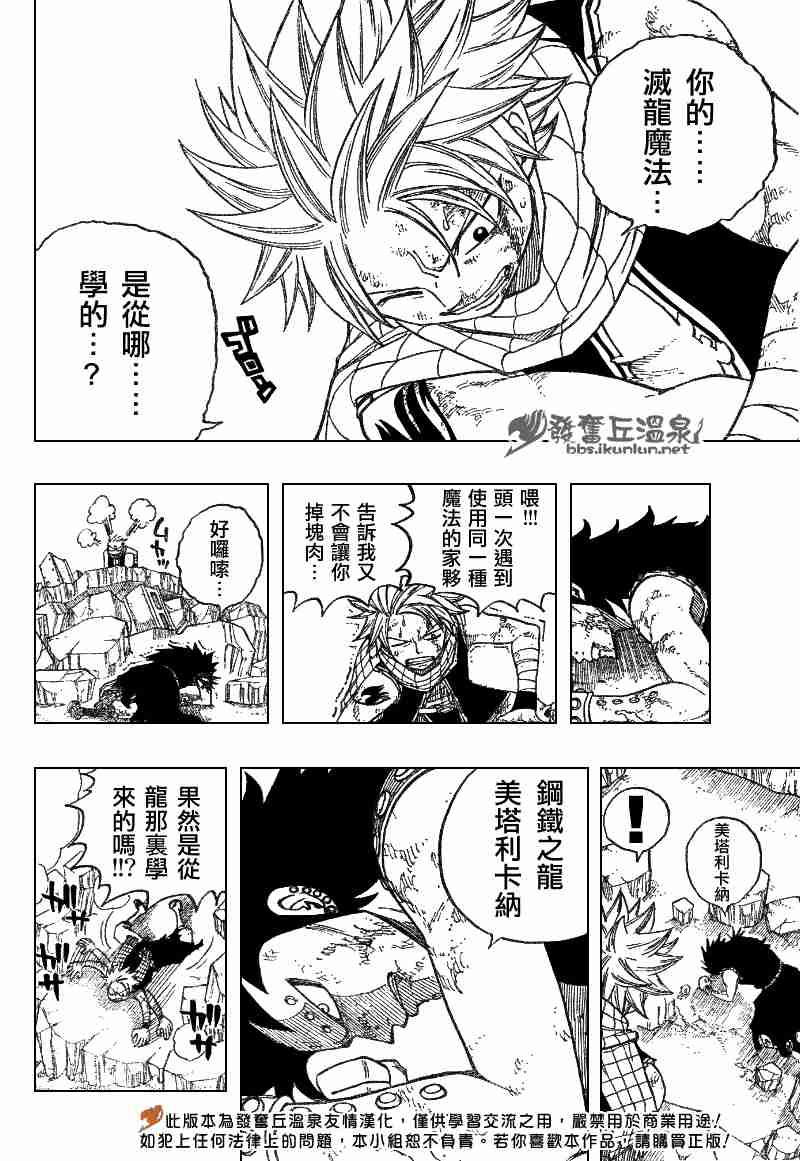 你的……
滅龍魔法…
是從哪……
學的…？
發奮丘溫泉
bbs.ikunlun.net
喂!!!
頭一次遇到
使用同一種
魔法的家夥
告訴我又
不會讓你
掉塊肉…
好囉嗦…
美塔利卡納
！
鋼鐵之龍
美塔利卡納
果然是從
龍那裏學
來的嗎!!?
此版本為發奮丘溫泉友情漢化，僅供學習交流之用，嚴禁用於商業用途！
如犯上任何法律上的問題，本小組恕不負責。若你喜歡本作品，請購買正版！